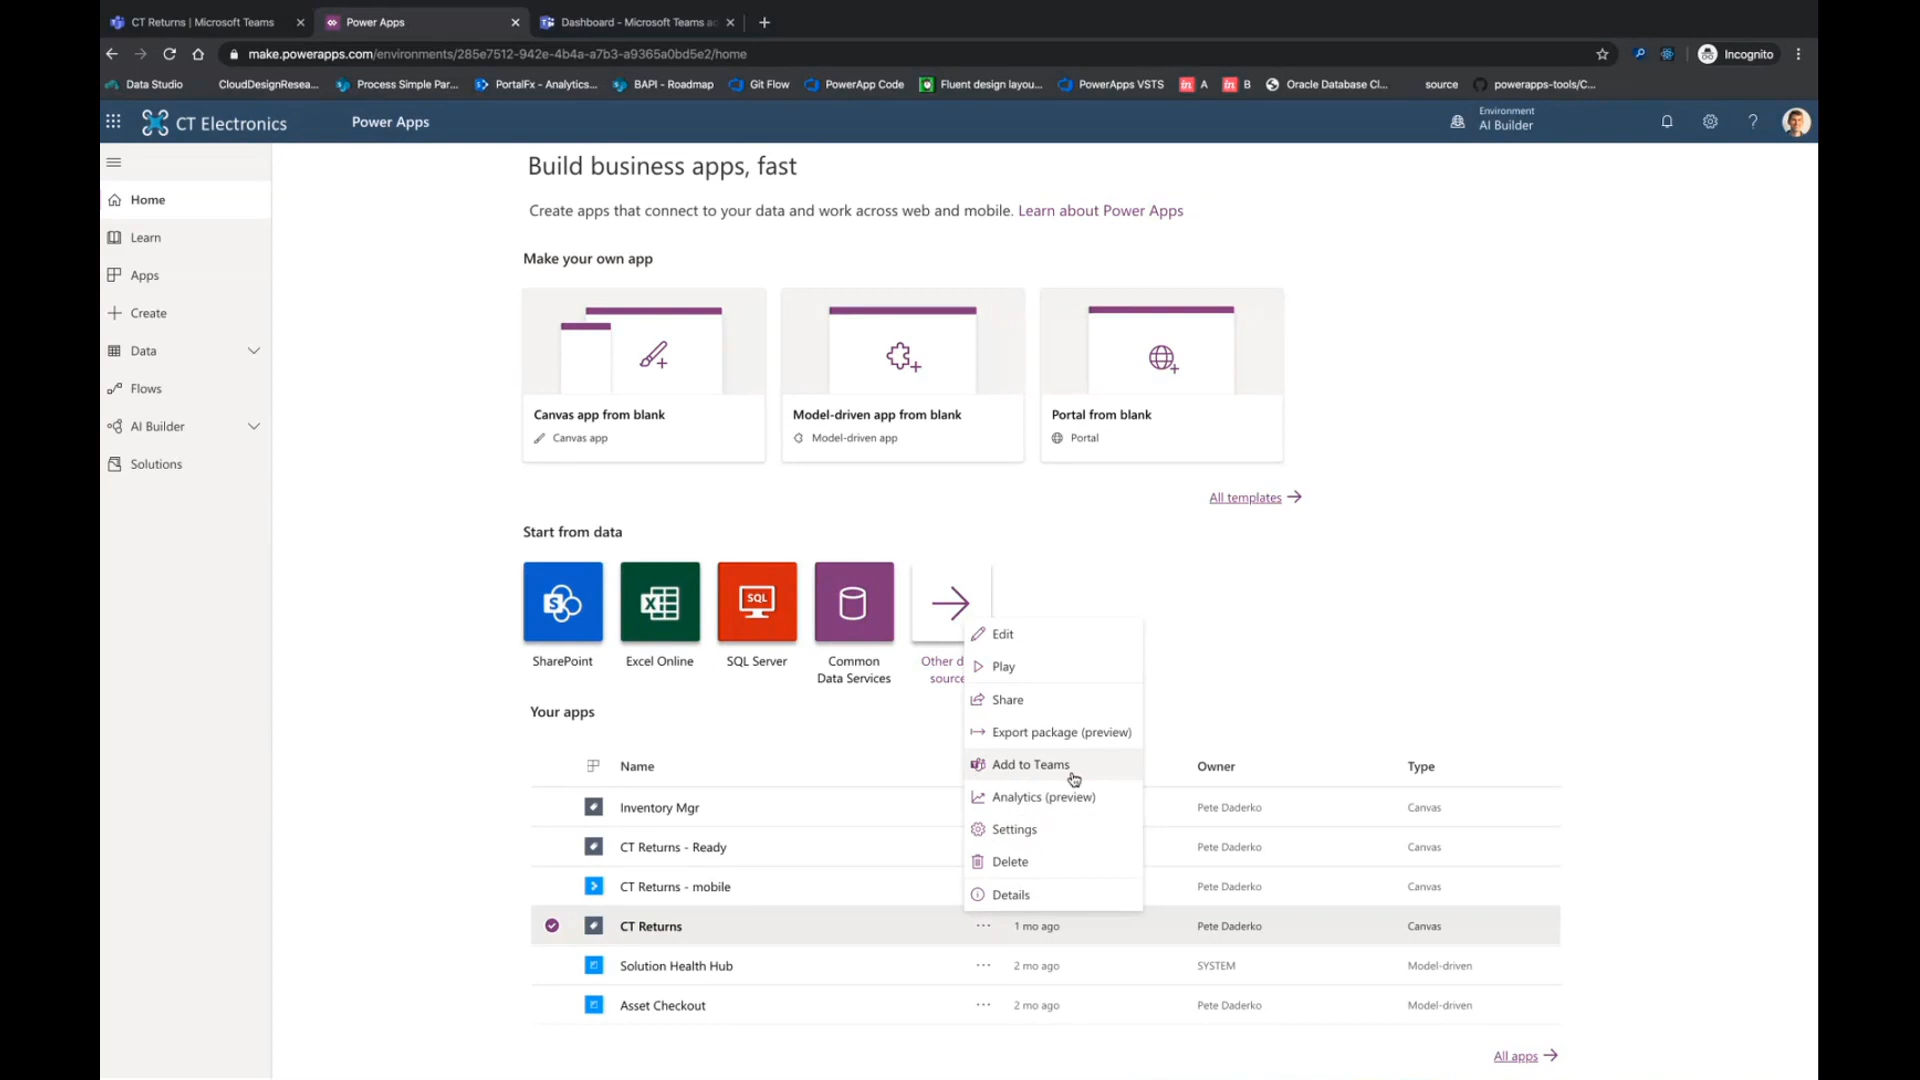 CT Returns | Microsoft Teams
Power Apps
Dashboard - Microsoft Teams a
make.powerapps.com/environments/285e7512-942e-4b4a-a7b3-a9365a0bd5e2/home
Incognito
Data Studio
CloudDesignResea...
Process Simple Par...
PortalFx - Analytics...
BAPI - Roadmap
Git Flow
PowerApp Code
Fluent design layou...
PowerApps VSTS
in A
in B
Oracle Database Cl...
source
powerapps-tools/C...
CT Electronics
Power Apps
Environment
AI Builder
?
Home
Learn
Apps
Create
Data
Flows
AI Builder
Solutions
Build business apps, fast
Create apps that connect to your data and work across web and mobile. Learn about Power Apps
Make your own app
Canvas app from blank
Canvas app
Model-driven app from blank
Model-driven app
Portal from blank
Portal
All templates
Start from data
SQL
SharePoint
Excel Online
SQL Server
Common
Data Services
Other d
sourc
Edit
Play
Share
Export package (preview)
Add to Teams
Analytics (preview)
Settings
Delete
Details
Your apps
Name Owner Type
Inventory Mgr Pete Daderko Canvas
CT Returns - Ready Pete Daderko Canvas
CT Returns - mobile Pete Daderko Canvas
CT Returns ... 1 mo ago Pete Daderko Canvas
Solution Health Hub ... 2 mo ago SYSTEM Model-driven
Asset Checkout ... 2 mo ago Pete Daderko Model-driven
All apps